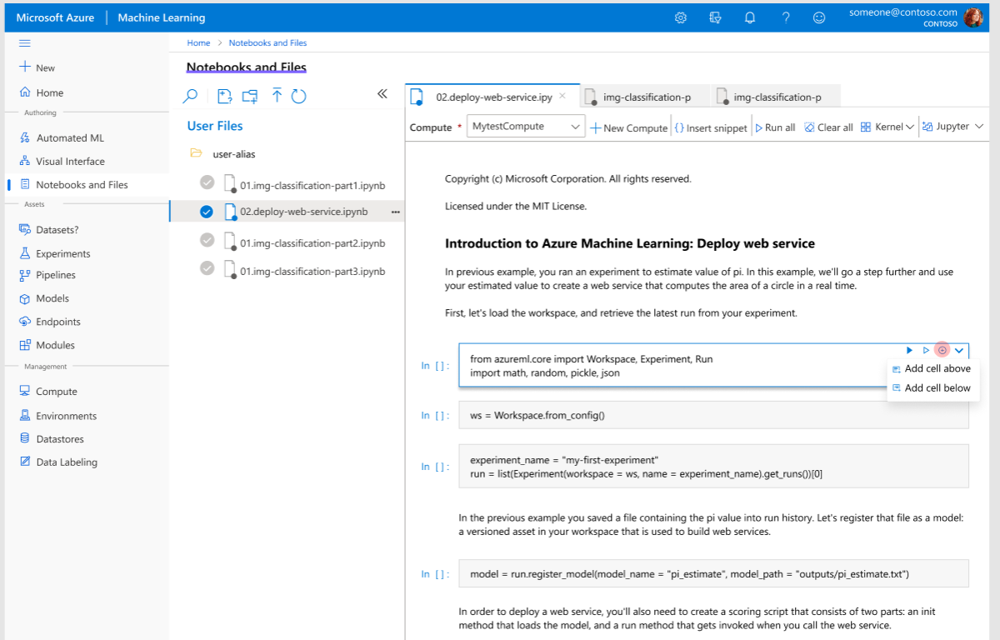 Microsoft Azure Machine Learning
someone@contoso.com
CONTOSO
New
Home
Authoring
Automated ML
Visual Interface
Notebooks and Files
Assets
Datasets?
Experiments
Pipelines
Models
Endpoints
Modules
Management
Compute
Environments
Datastores
Data Labeling
Home > Notebooks and Files
Notebooks and Files
User Files
user-alias
01.img-classification-part1.ipynb
02.deploy-web-service.ipynb
01.img-classification-part2.ipynb
01.img-classification-part3.ipynb
02.deploy-web-service.ipy img-classification-p img-classification-p
Compute * MytestCompute New Compute {} Insert snippet Run all Clear all Kernel Jupyter
Copyright (c) Microsoft Corporation. All rights reserved.
Licensed under the MIT License.
Introduction to Azure Machine Learning: Deploy web service
In previous example, you ran an experiment to estimate value of pi. In this example, we'll go a step further and use
your estimated value to create a web service that computes the area of a circle in a real time.
First, let's load the workspace, and retrieve the latest run from your experiment.
In [ ] :
from azureml.core import Workspace, Experiment, Run
import math, random, pickle, json
Add cell above
Add cell below
In [ ] : ws = Workspace.from_config()
In [ ] :
experiment_name = "my-first-experiment"
run = list(Experiment(workspace = ws, name = experiment_name).get_runs())[0]
In the previous example you saved a file containing the pi value into run history. Let's register that file as a model:
a versioned asset in your workspace that is used to build web services.
In [ ] : model = run.register_model(model_name = "pi_estimate", model_path = "outputs/pi_estimate.txt")
In order to deploy a web service, you'll also need to create a scoring script that consists of two parts: an init
method that loads the model, and a run method that gets invoked when you call the web service.